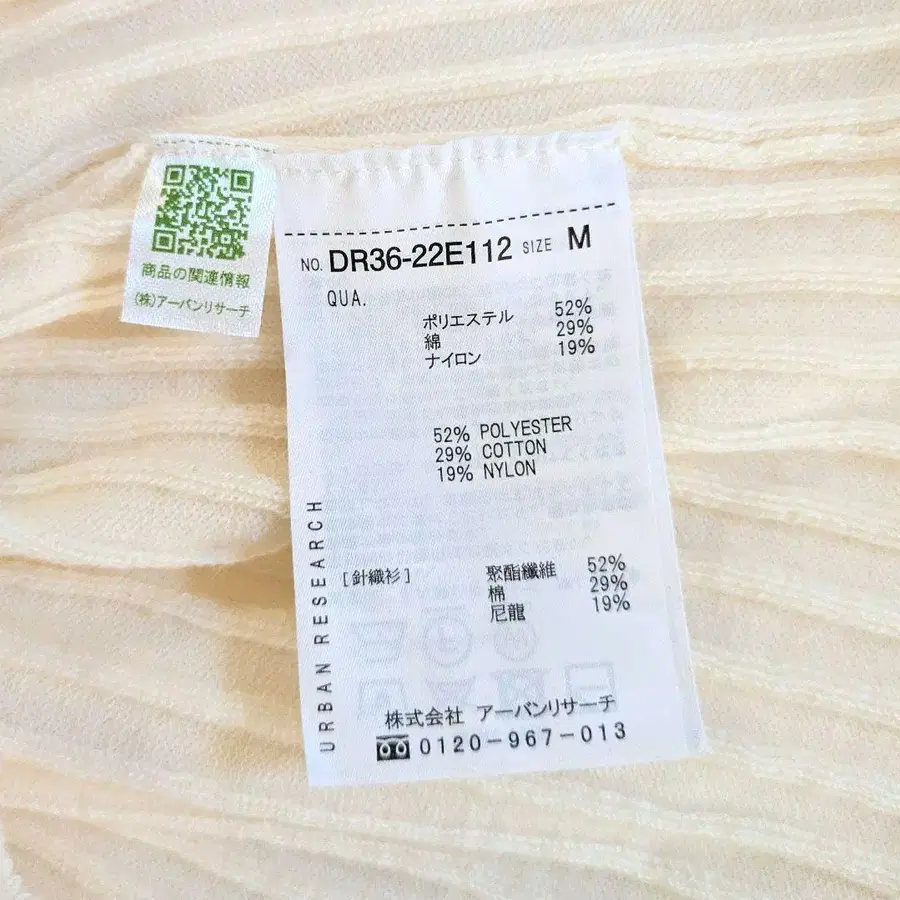 商品の関連情報
(株)アーバンリサーチ
NO. DR36-22E112 SIZE M
QUA.
ポリエステル 52%
綿 29%
ナイロン 19%
52% POLYESTER
29% COTTON
19% NYLON
URBAN RESEARCH
[針織衫] 聚酯纖維 52%
棉 29%
尼龍 19%
株式会社 アーバンリサーチ
0120-967-013